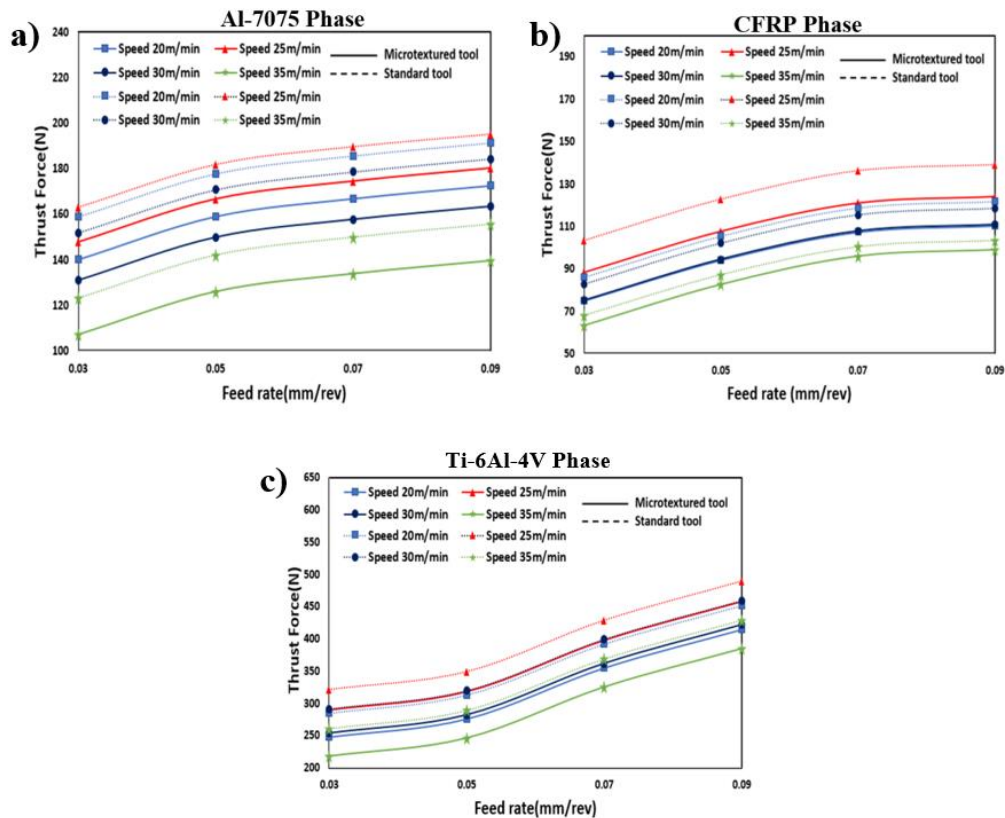 Al-7075 Phase
a)
240
220
200
180
160
140
120
100
Thrust Force(N)
Speed 20m/min Speed 25m/min
Speed 30m/min Speed 35m/min
Speed 20m/min Speed 25m/min
Speed 30m/min Speed 35m/min
Microtextured tool
Standard tool
0.03 0.05 0.07 0.09
Feed rate(mm/rev)
CFRP Phase
b)
190
170
150
130
110
90
70
50
Thrust Force(N)
Speed 20m/min Speed 25m/min
Speed 30m/min Speed 35m/min
Speed 20m/min Speed 25m/min
Speed 30m/min Speed 35m/min
Microtextured tool
Standard tool
0.03 0.05 0.07 0.09
Feed rate (mm/rev)
Ti-6Al-4V Phase
c)
650
600
550
500
450
400
350
300
250
200
Thrust Force(N)
Speed 20m/min Speed 25m/min
Speed 30m/min Speed 35m/min
Speed 20m/min Speed 25m/min
Speed 30m/min Speed 35m/min
Microtextured tool
Standard tool
0.03 0.05 0.07 0.09
Feed rate(mm/rev)